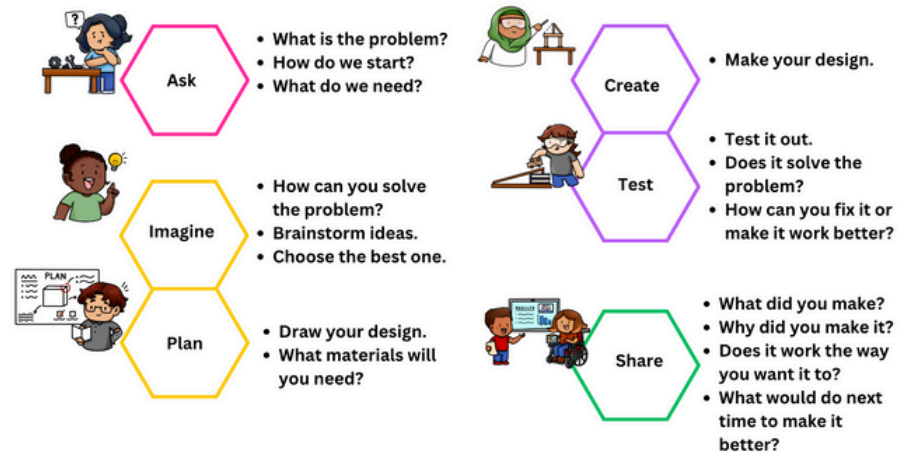 ?
Ask
• What is the problem?
• How do we start?
• What do we need?
Imagine
• How can you solve
the problem?
• Brainstorm ideas.
• Choose the best one.
PLAN
Plan
• Draw your design.
• What materials will
you need?
Create
• Make your design.
Test
• Test it out.
• Does it solve the
problem?
• How can you fix it or
make it work better?
RESULTS
Share
• What did you make?
• Why did you make it?
• Does it work the way
you want it to?
• What would do next
time to make it
better?